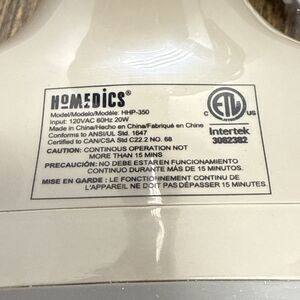 HOMEDICS®
Model/Modelo/Modèle: HHP-350
Input: 120VAC 60Hz 20W
Made in China/Hecho en China/Fabriqué en Chine
Conforms to ANSI/UL Std. 1647
Certified to CAN/CSA Std C22.2 NO. 68
ETL
C US
Intertek
3082382
CAUTION: CONTINOUS OPERATION NOT
MORE THAN 15 MINS
PRECAUCIÓN: NO DEBE ESTAR EN FUNCIONAMIENTO
CONTINUO DURANTE MÁS DE 15 MINUTOS.
MISE EN GARDE : LE FONCTIONNEMENT CONTINU DE
L'APPAREIL NE DOIT PAS DÉPASSER 15 MINUTES.